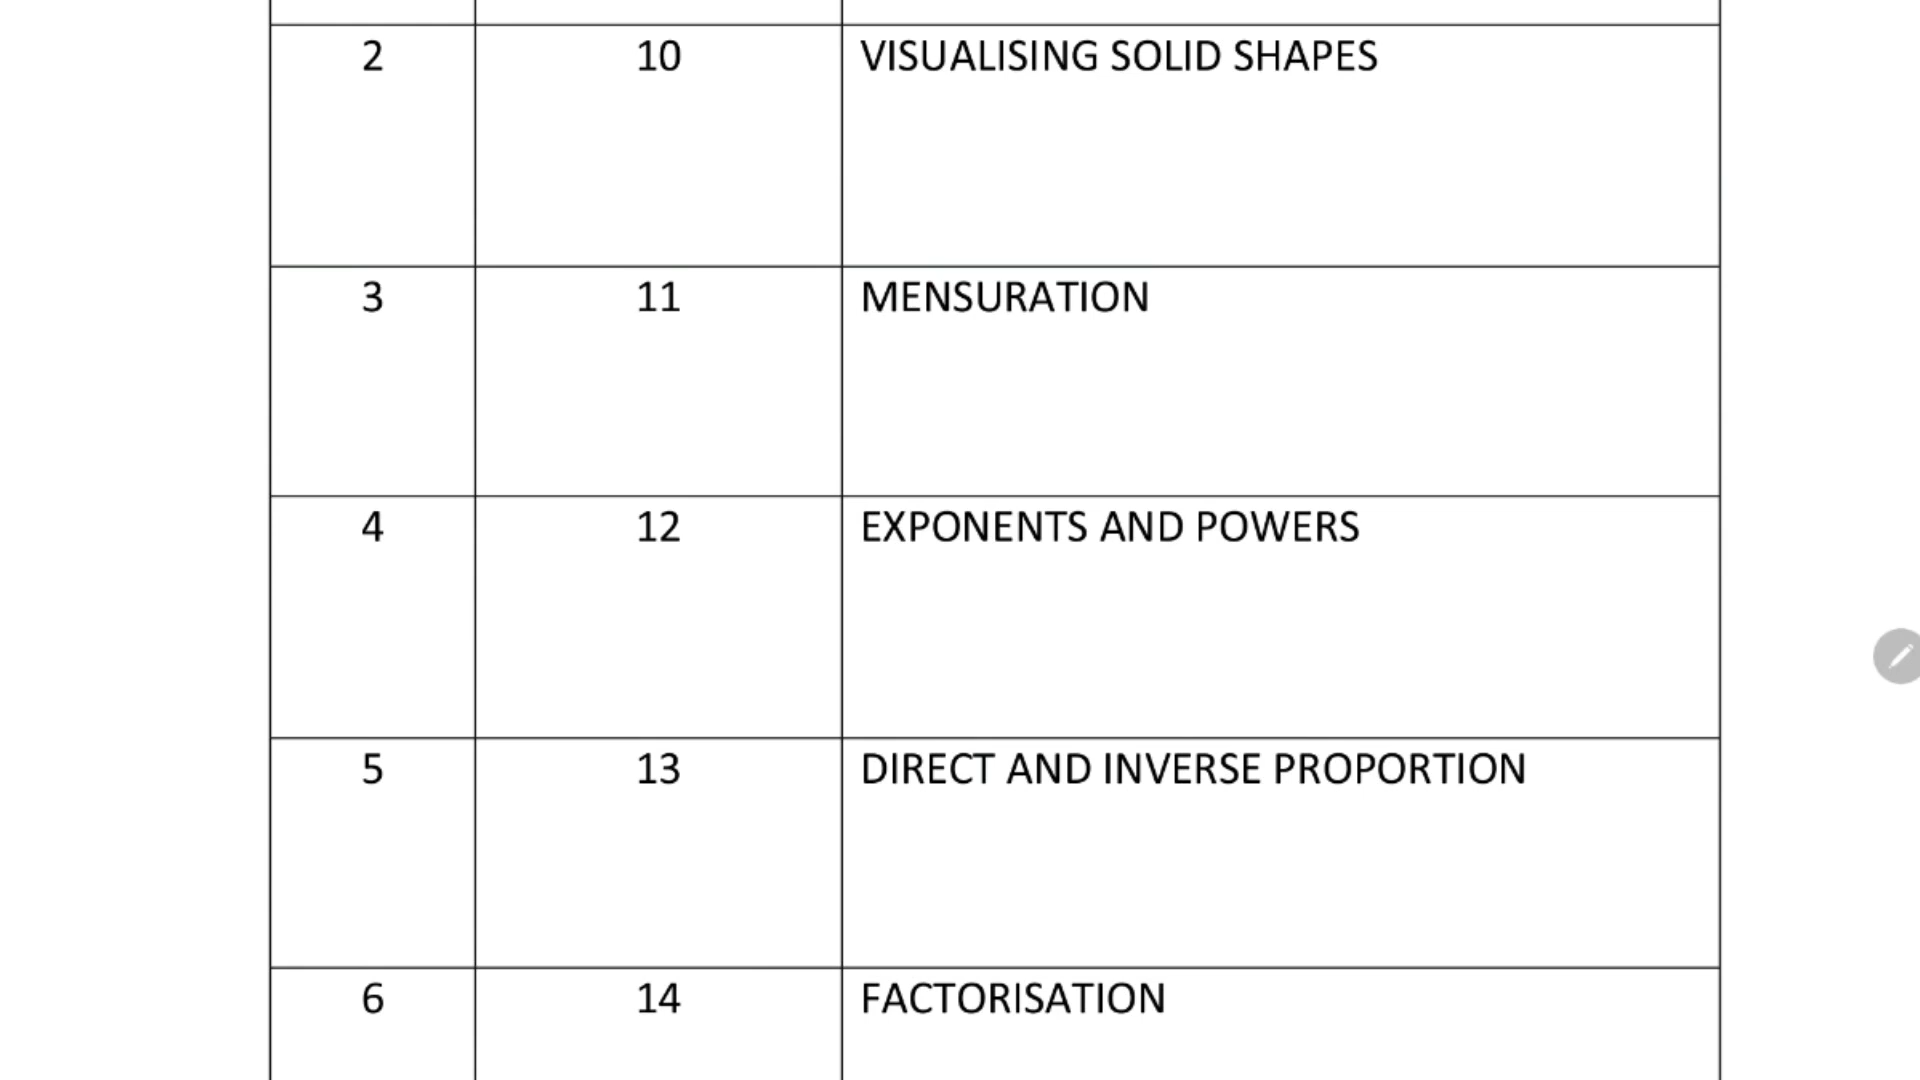 2 10 VISUALISING SOLID SHAPES
3 11 MENSURATION
4 12 EXPONENTS AND POWERS
5 13 DIRECT AND INVERSE PROPORTION
6 14 FACTORISATION